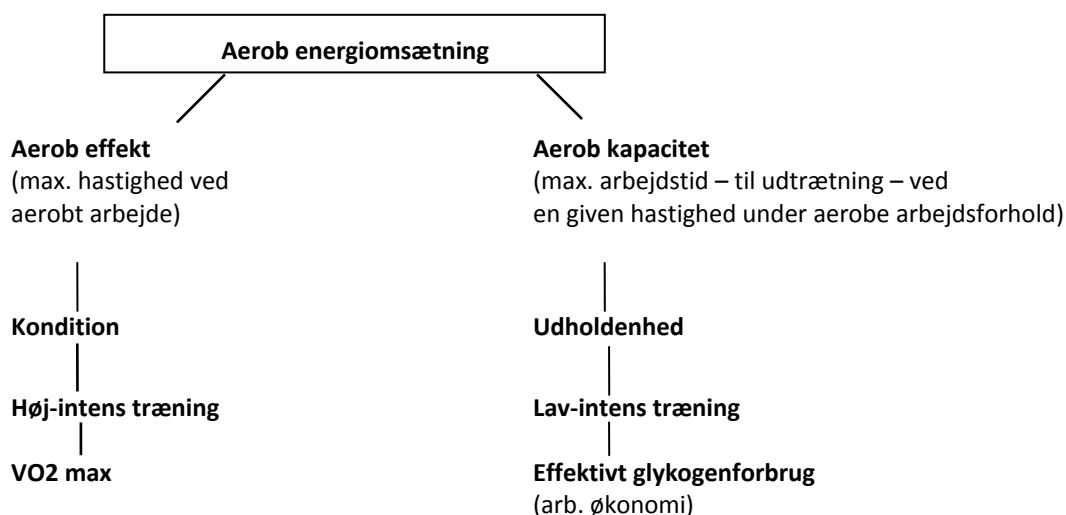 Aerob energiomsætning
Aerob effekt
(max. hastighed ved
aerobt arbejde)
Kondition
Høj-intens træning
VO2 max
Aerob kapacitet
(max. arbejdstid – til udtrætning – ved
en given hastighed under aerobe arbejdsforhold)
Udholdenhed
Lav-intens træning
Effektivt glykogenforbrug
(arb. økonomi)